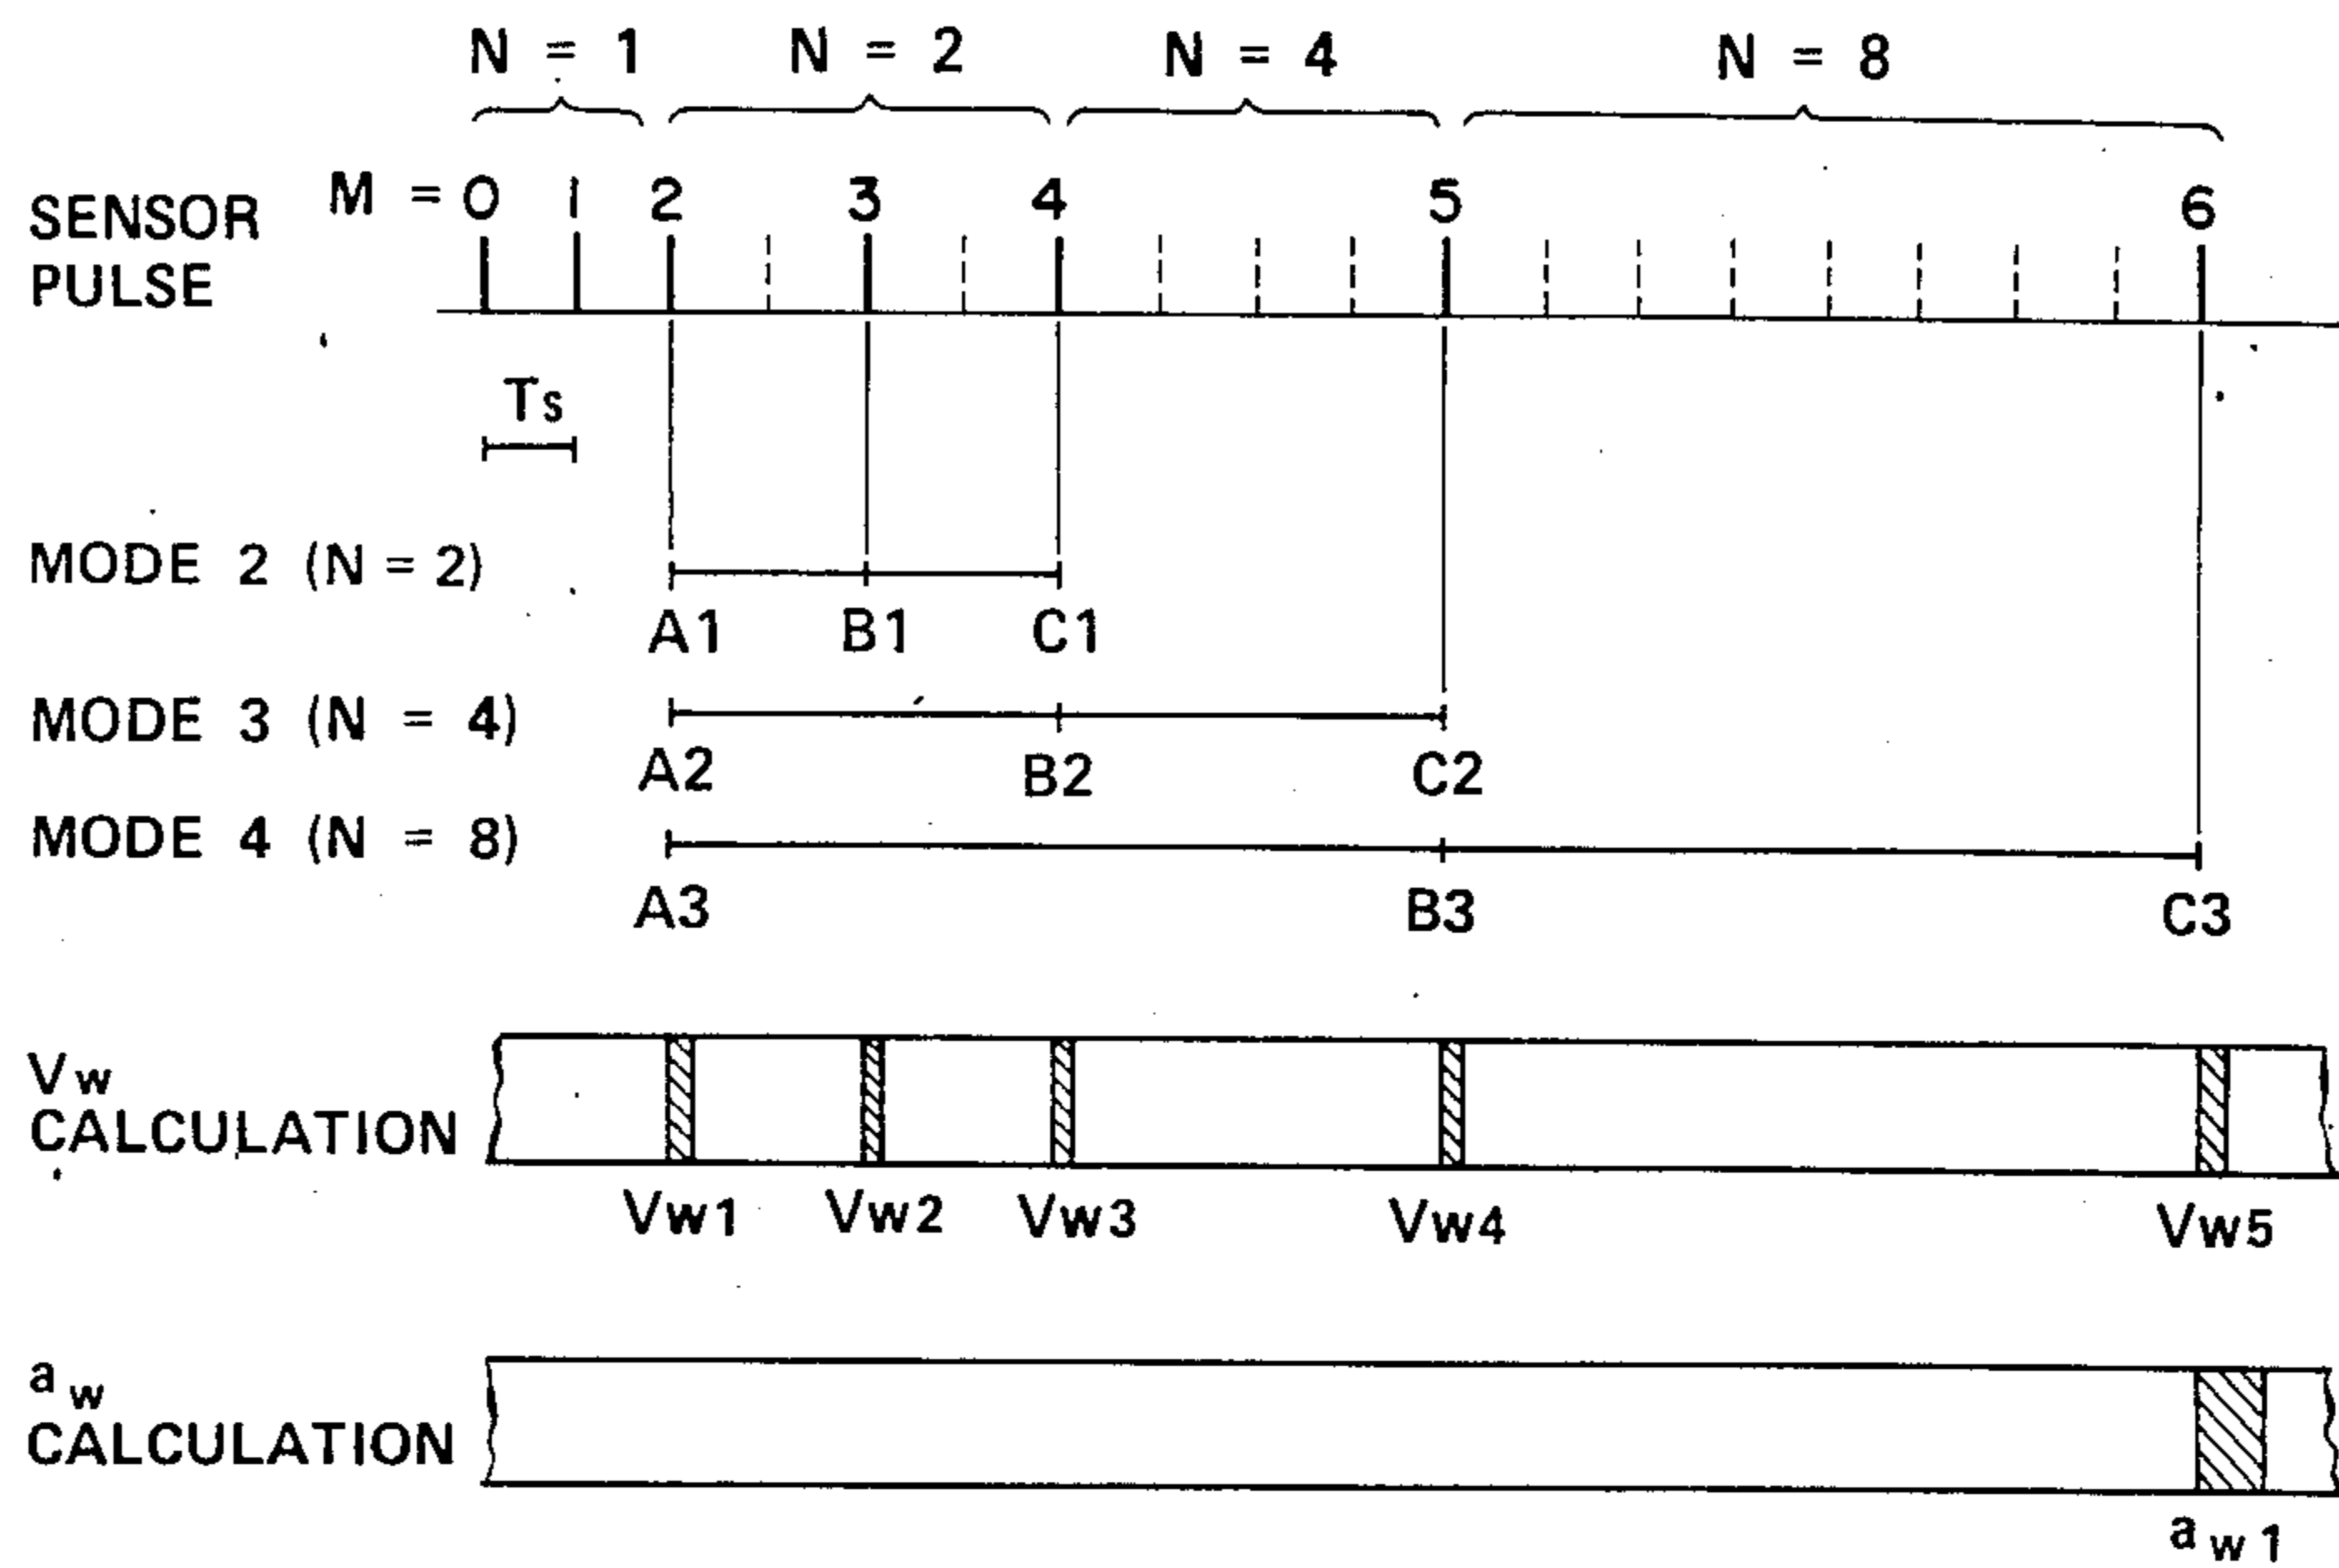 N = 1 N = 2 N = 4 N = 8
M = 0 1 2 3 4 5 6
SENSOR
PULSE
Ts
MODE 2 (N = 2)
A1 B1 C1
MODE 3 (N = 4)
A2 B2 C2
MODE 4 (N = 8)
A3 B3 C3
Vw
CALCULATION
Vw1 Vw2 Vw3 Vw4 Vw5
aw
CALCULATION
aw1